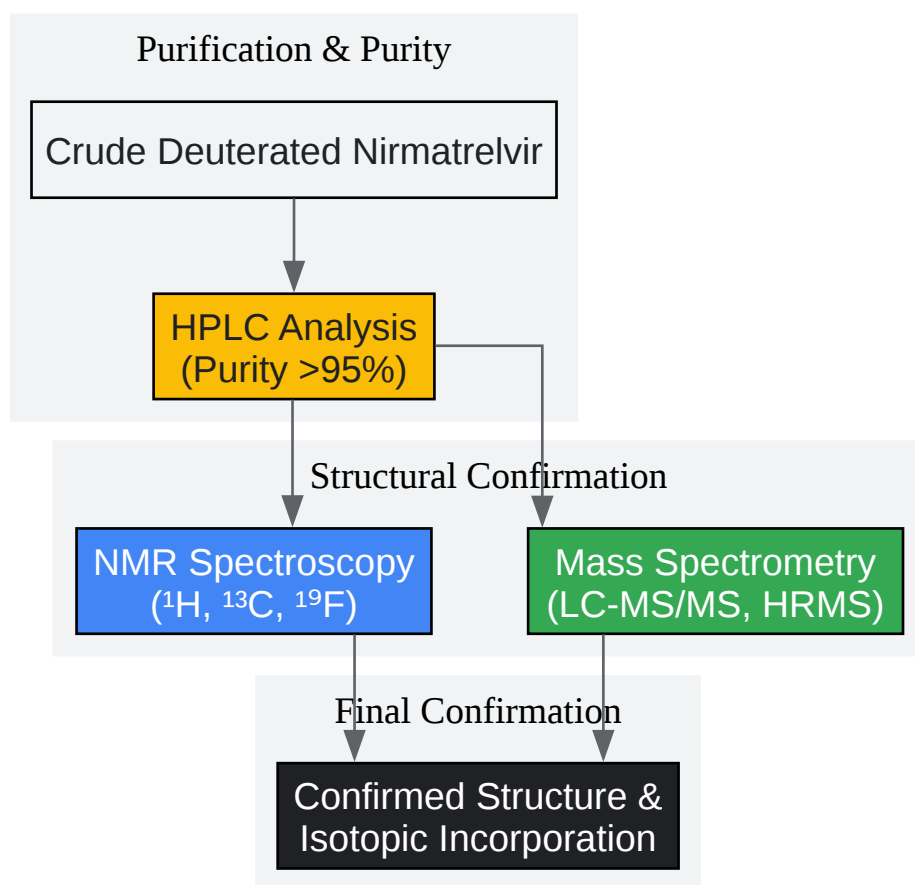 Purification & Purity
Crude Deuterated Nirmatrelvir
HPLC Analysis
(Purity >95%)
Structural Confirmation
NMR Spectroscopy
(¹H, ¹³C, ¹⁹F)
Mass Spectrometry
(LC-MS/MS, HRMS)
Final Confirmation
Confirmed Structure &
Isotopic Incorporation